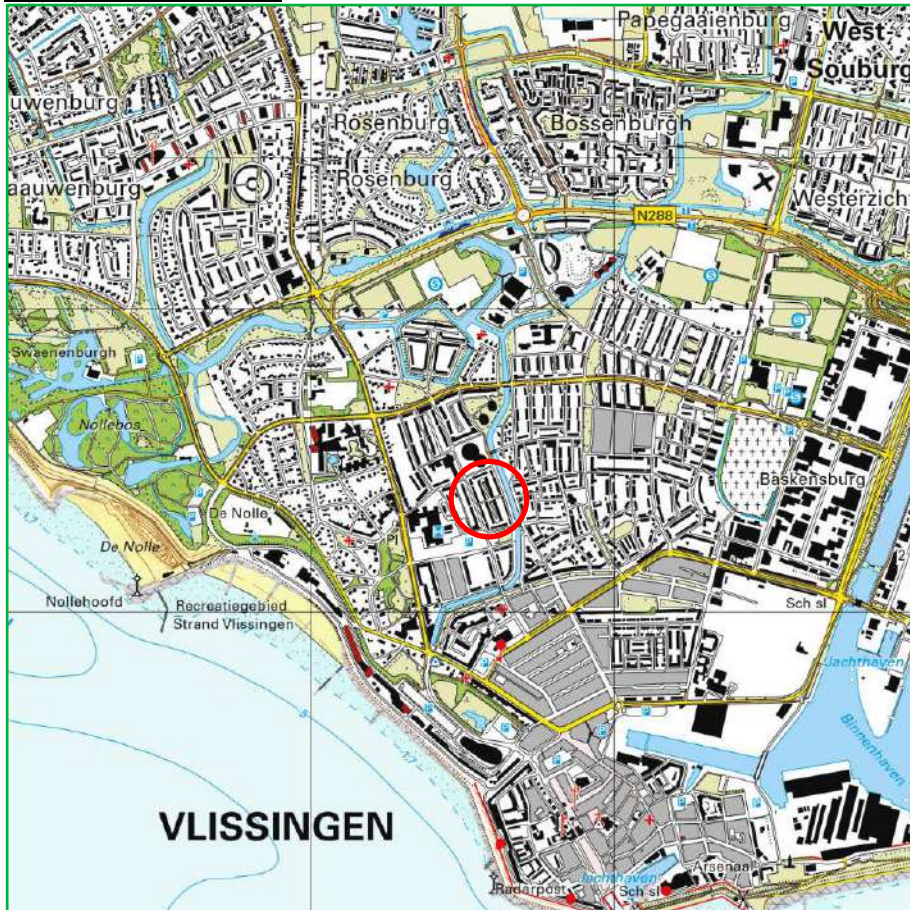 Papegaaienburg
West-
Souburg
uwenburg
Rosenburg
Bossenburgh
aauwenburg
Rosenburg
Westerzich
N288
Swaenenburgh
Nollebos
Baskensburg
De Nolle
De Nolle
Nollehoofd
Recreatiegebied
Strand Vlissingen
Sch sl
Jachthaven
Binnenhaven
VLISSINGEN
Arsenaal
Jachthaven
Radarpost
Sch sl